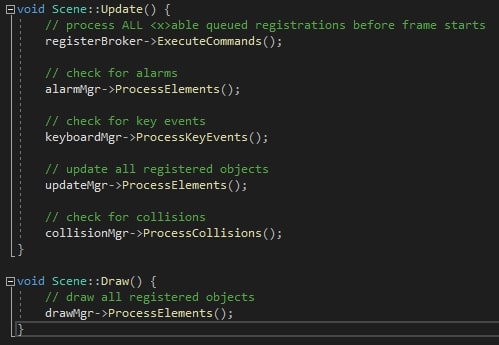 void Scene::Update() {
// process ALL <x>able queued registrations before frame starts
registerBroker->ExecuteCommands();
// check for alarms
alarmMgr->ProcessElements();
// check for key events
keyboardMgr->ProcessKeyEvents();
// update all registered objects
updateMgr->ProcessElements();
// check for collisions
collisionMgr->ProcessCollisions();
}
void Scene::Draw() {
// draw all registered objects
drawMgr->ProcessElements();
}